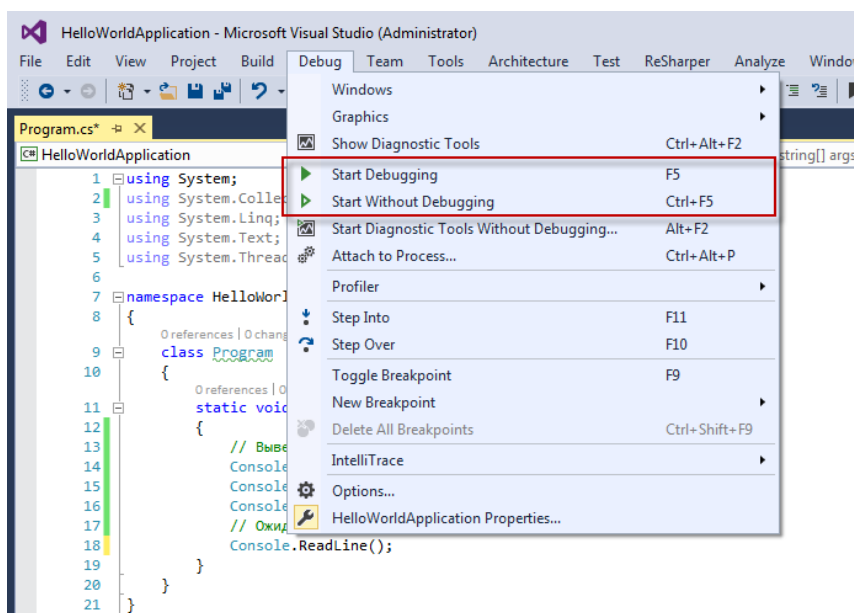 HelloWorldApplication - Microsoft Visual Studio (Administrator)
File Edit View Project Build Debug Team Tools Architecture Test ReSharper Analyze
Program.cs*
C# HelloWorldApplication
string[] args
Windows
Graphics
Show Diagnostic Tools Ctrl+Alt+F2
Start Debugging F5
Start Without Debugging Ctrl+F5
Start Diagnostic Tools Without Debugging... Alt+F2
Attach to Process... Ctrl+Alt+P
Profiler
Step Into F11
Step Over F10
Toggle Breakpoint F9
New Breakpoint
Delete All Breakpoints Ctrl+Shift+F9
IntelliTrace
Options...
HelloWorldApplication Properties...
1 using System;
2 using System.Collec
3 using System.Linq;
4 using System.Text;
5 using System.Thread
6
7 namespace HelloWorl
8 {
0 references | 0 chang
9 class Program
10 {
0 references | 0
11 static voic
12 {
13 // Выве
14 Console
15 Console
16 Console
17 // Ожид
18 Console.ReadLine();
19 }
20 }
21 }